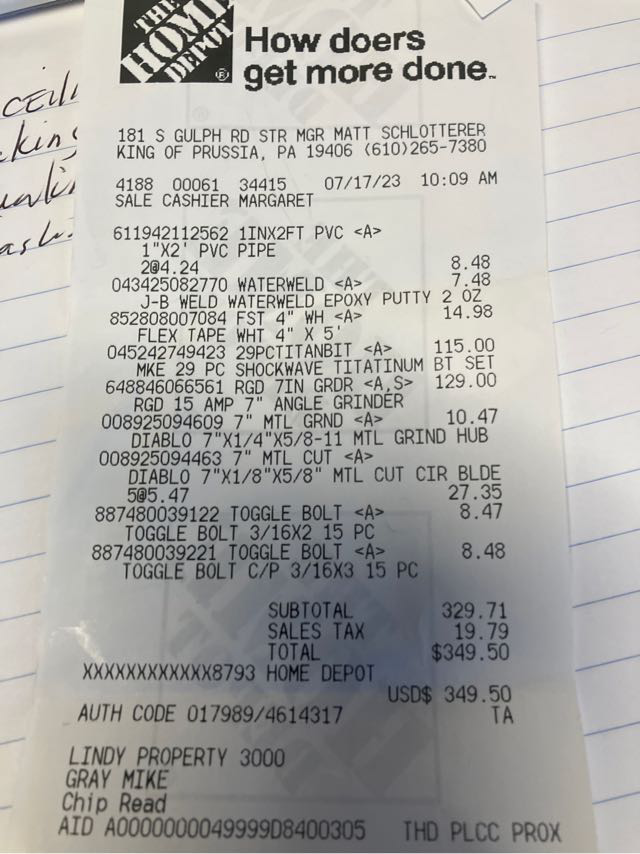 THE
HOME
DEPOT
®
How doers
get more done™
181 S GULPH RD STR MGR MATT SCHLOTTERER
KING OF PRUSSIA, PA 19406 (610)265-7380
4188 00061 34415 07/17/23 10:09 AM
SALE CASHIER MARGARET
611942112562 1INX2FT PVC <A>
1"X2' PVC PIPE
2@4.24 8.48
043425082770 WATERWELD <A> 7.48
J-B WELD WATERWELD EPOXY PUTTY 2 OZ
852808007084 FST 4" WH <A> 14.98
FLEX TAPE WHT 4" X 5'
045242749423 29PCTITANBIT <A> 115.00
MKE 29 PC SHOCKWAVE TITATINUM BT SET
648846066561 RGD 7IN GRDR <A,S> 129.00
RGD 15 AMP 7" ANGLE GRINDER
008925094609 7" MTL GRND <A> 10.47
DIABLO 7"X1/4"X5/8-11 MTL GRIND HUB
008925094463 7" MTL CUT <A>
DIABLO 7"X1/8"X5/8" MTL CUT CIR BLDE
5@5.47 27.35
887480039122 TOGGLE BOLT <A> 8.47
TOGGLE BOLT 3/16X2 15 PC
887480039221 TOGGLE BOLT <A> 8.48
TOGGLE BOLT C/P 3/16X3 15 PC
SUBTOTAL 329.71
SALES TAX 19.79
TOTAL $349.50
XXXXXXXXXXXX8793 HOME DEPOT
USD$ 349.50
AUTH CODE 017989/4614317 TA
LINDY PROPERTY 3000
GRAY MIKE
Chip Read
AID A0000000049999D8400305 THD PLCC PROX